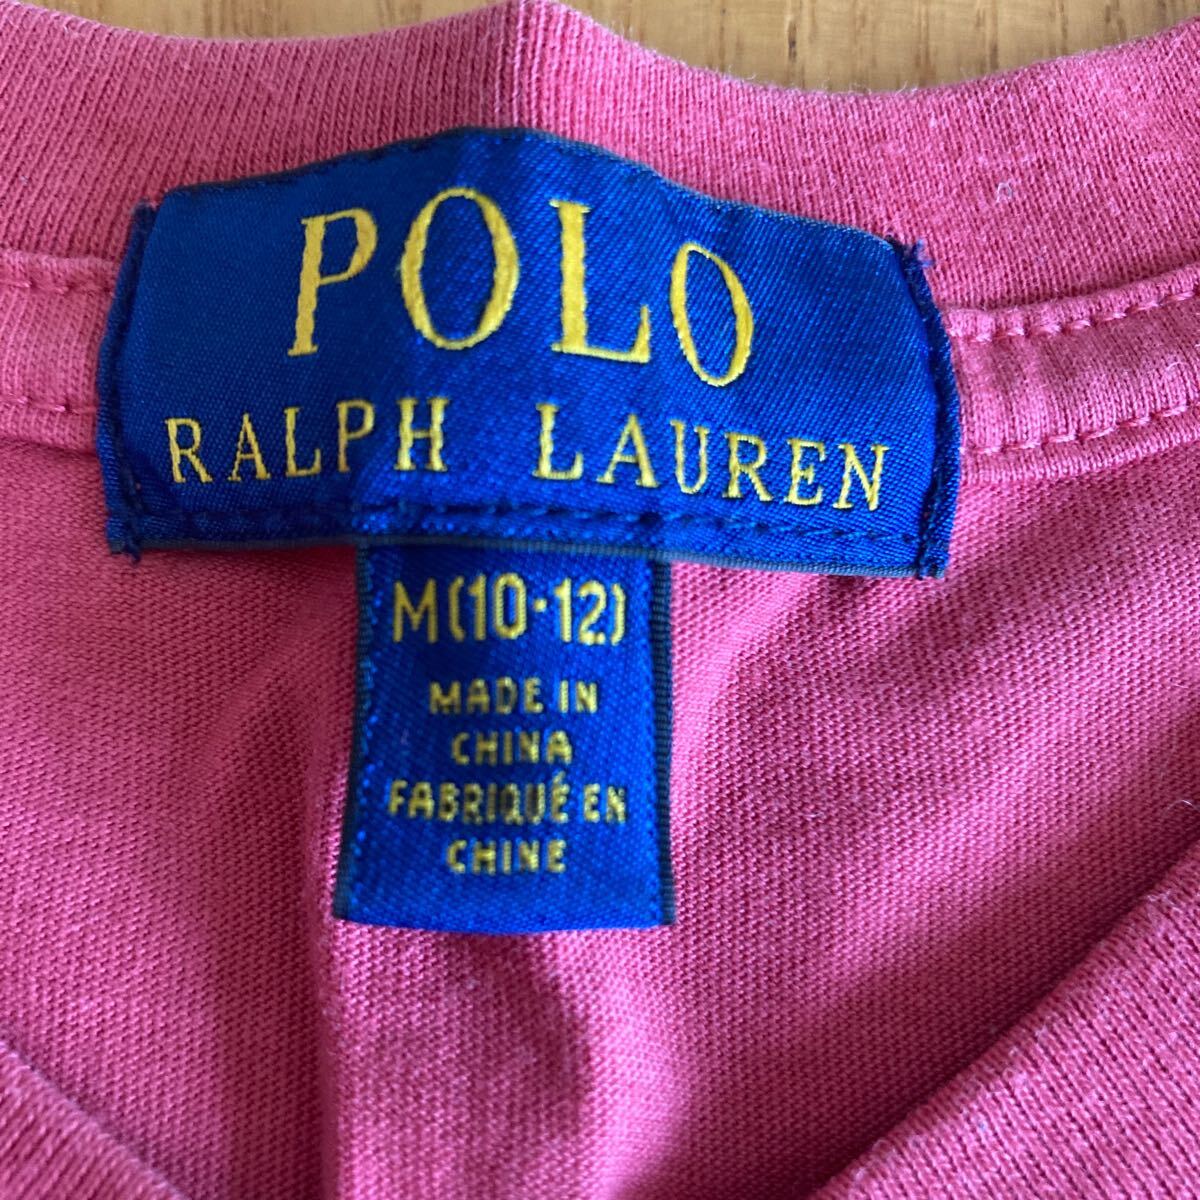 POLO
RALPH LAUREN
M(10·12)
MADE IN
CHINA
FABRIQUÉ EN
CHINE